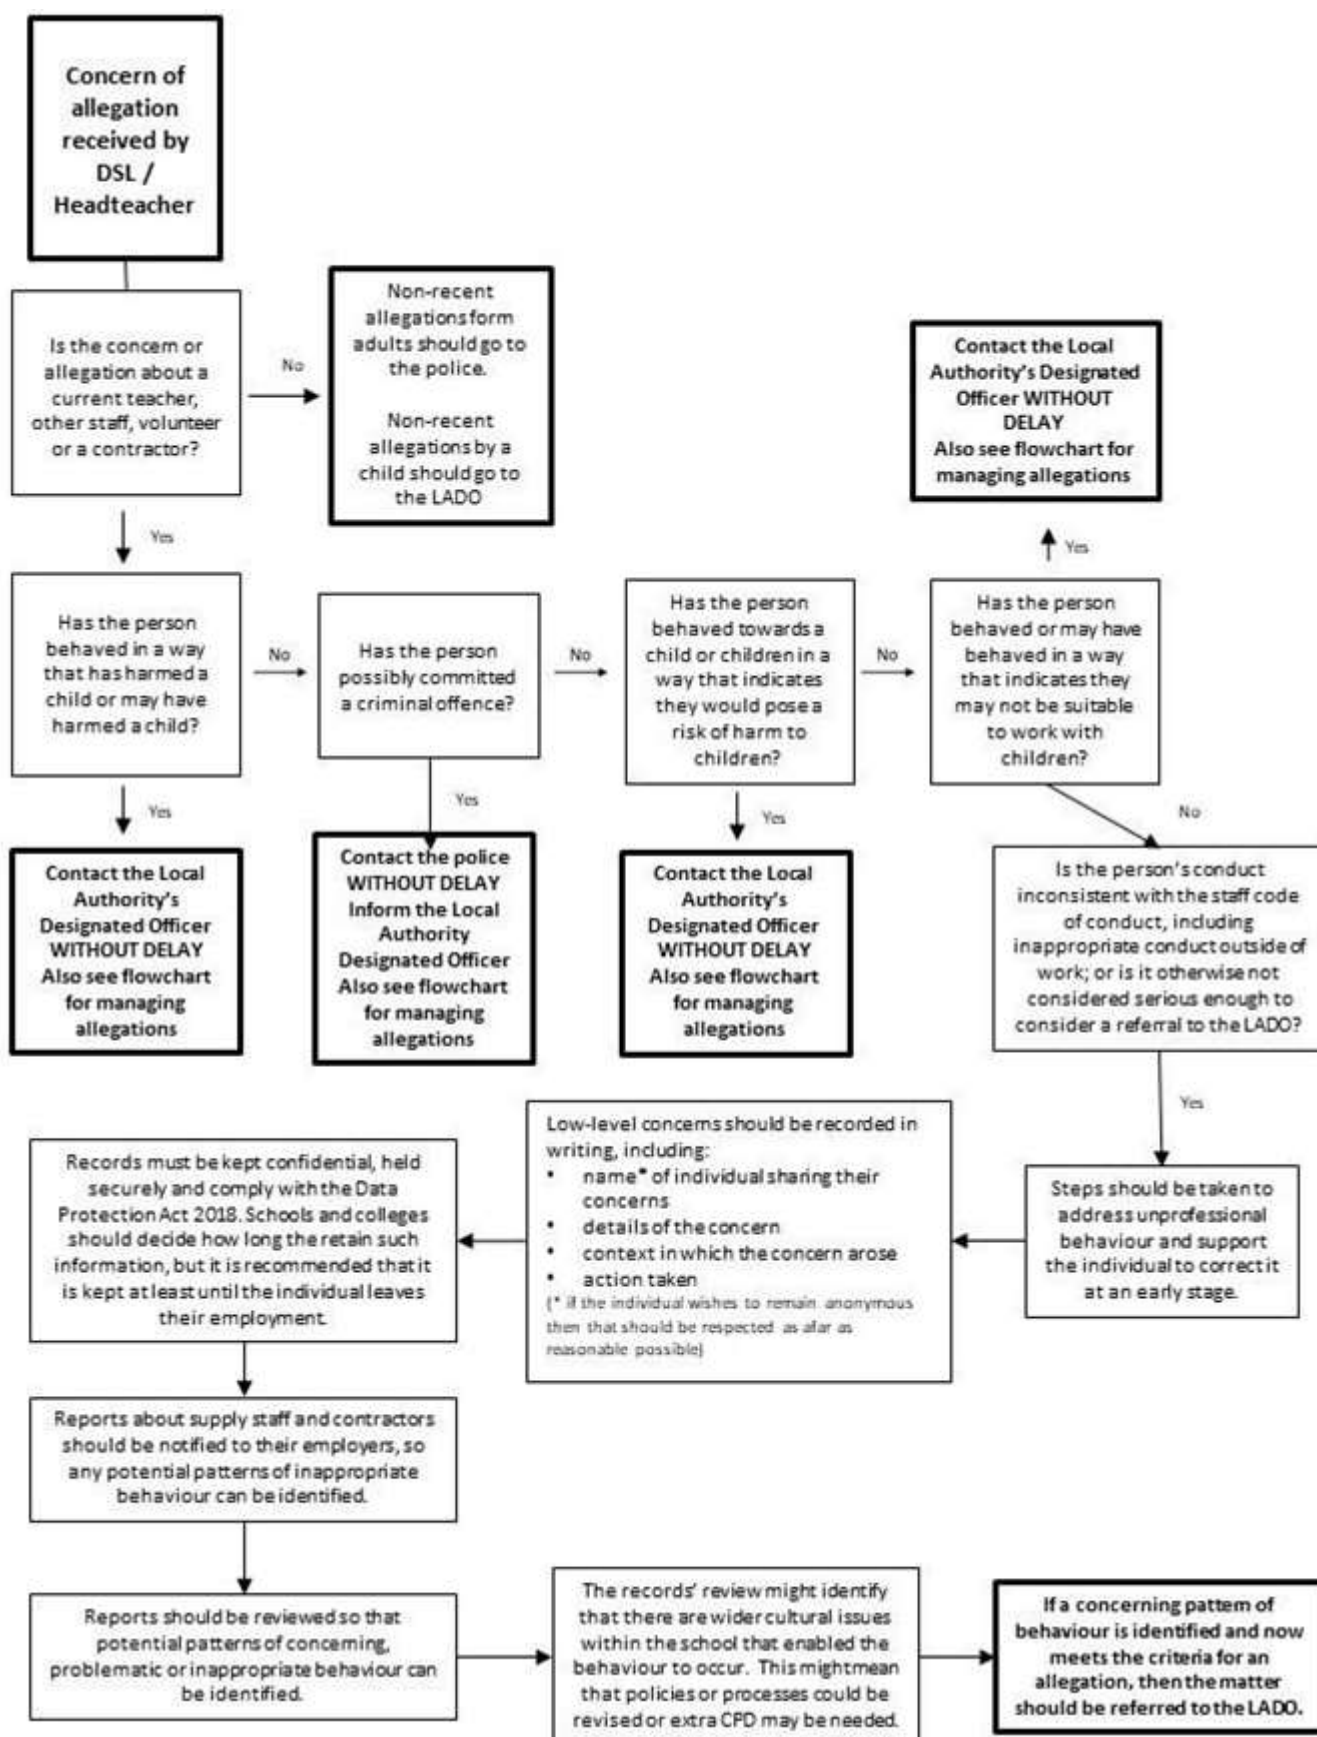 Concern of
allegation
received by
DSL /
Headteacher
Is the concern or
allegation about a
current teacher,
other staff, volunteer
or a contractor?
No
Non-recent
allegations form
adults should go to
the police.
Non-recent
allegations by a
child should go to
the LADO
Contact the Local
Authority's Designated
Officer WITHOUT
DELAY
Also see flowchart for
managing allegations
Yes
Yes
Has the person
behaved in a way
that has harmed a
child or may have
harmed a child?
No
Has the person
possibly committed
a criminal offence?
No
Has the person
behaved towards a
child or children in a
way that indicates
they would pose a
risk of harm to
children?
No
Has the person
behaved or may have
behaved in a way
that indicates they
may not be suitable
to work with
children?
Yes
Yes
Yes
No
Contact the Local
Authority's
Designated Officer
WITHOUT DELAY
Also see flowchart
for managing
allegations
Contact the police
WITHOUT DELAY
Inform the Local
Authority
Designated Officer
Also see flowchart
for managing
allegations
Contact the Local
Authority's
Designated Officer
WITHOUT DELAY
Also see flowchart
for managing
allegations
Is the person's conduct
inconsistent with the staff code
of conduct, including
inappropriate conduct outside of
work; or is it otherwise not
considered serious enough to
consider a referral to the LADO?
Yes
Steps should be taken to
address unprofessional
behaviour and support
the individual to correct it
at an early stage.
Low-level concerns should be recorded in
writing, including:
• name* of individual sharing their
concerns
• details of the concern
• context in which the concern arose
• action taken
(* if the individual wishes to remain anonymous
then that should be respected as afar as
reasonable possible)
Records must be kept confidential, held
securely and comply with the Data
Protection Act 2018. Schools and colleges
should decide how long the retain such
information, but it is recommended that it
is kept at least until the individual leaves
their employment.
Reports about supply staff and contractors
should be notified to their employers, so
any potential patterns of inappropriate
behaviour can be identified.
Reports should be reviewed so that
potential patterns of concerning,
problematic or inappropriate behaviour can
be identified.
The records' review might identify
that there are wider cultural issues
within the school that enabled the
behaviour to occur. This might mean
that policies or processes could be
revised or extra CPD may be needed.
If a concerning pattern of
behaviour is identified and now
meets the criteria for an
allegation, then the matter
should be referred to the LADO.